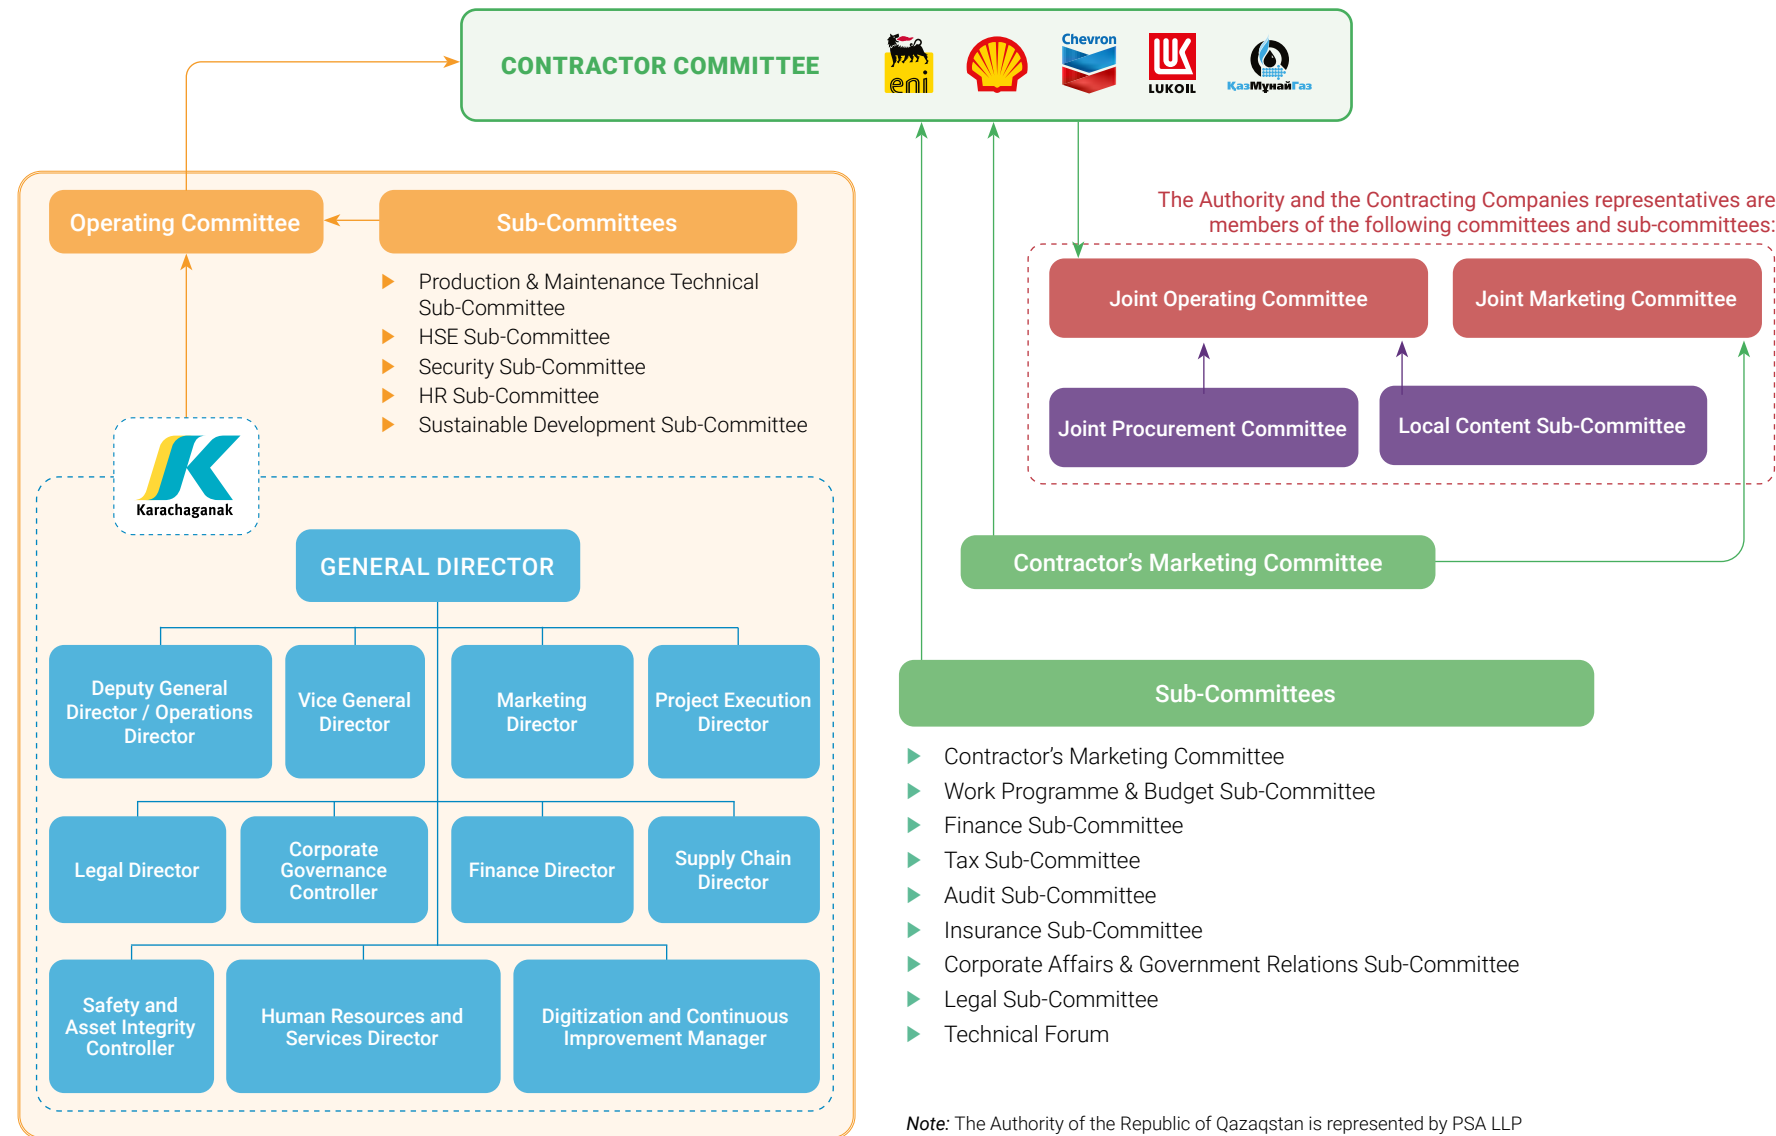 CONTRACTOR COMMITTEE
eni
Chevron
LUK
LUKOIL
ҚазМұнайГаз
Operating Committee
Sub-Committees
Production & Maintenance Technical
Sub-Committee
HSE Sub-Committee
Security Sub-Committee
HR Sub-Committee
Sustainable Development Sub-Committee
Karachaganak
GENERAL DIRECTOR
Deputy General
Director / Operations
Director
Vice General
Director
Marketing
Director
Project Execution
Director
Legal Director
Corporate
Governance
Controller
Finance Director
Supply Chain
Director
Safety and
Asset Integrity
Controller
Human Resources and
Services Director
Digitization and Continuous
Improvement Manager
The Authority and the Contracting Companies representatives are
members of the following committees and sub-committees:
Joint Operating Committee
Joint Marketing Committee
Joint Procurement Committee
Local Content Sub-Committee
Contractor’s Marketing Committee
Sub-Committees
Contractor’s Marketing Committee
Work Programme & Budget Sub-Committee
Finance Sub-Committee
Tax Sub-Committee
Audit Sub-Committee
Insurance Sub-Committee
Corporate Affairs & Government Relations Sub-Committee
Legal Sub-Committee
Technical Forum
Note: The Authority of the Republic of Qazaqstan is represented by PSA LLP